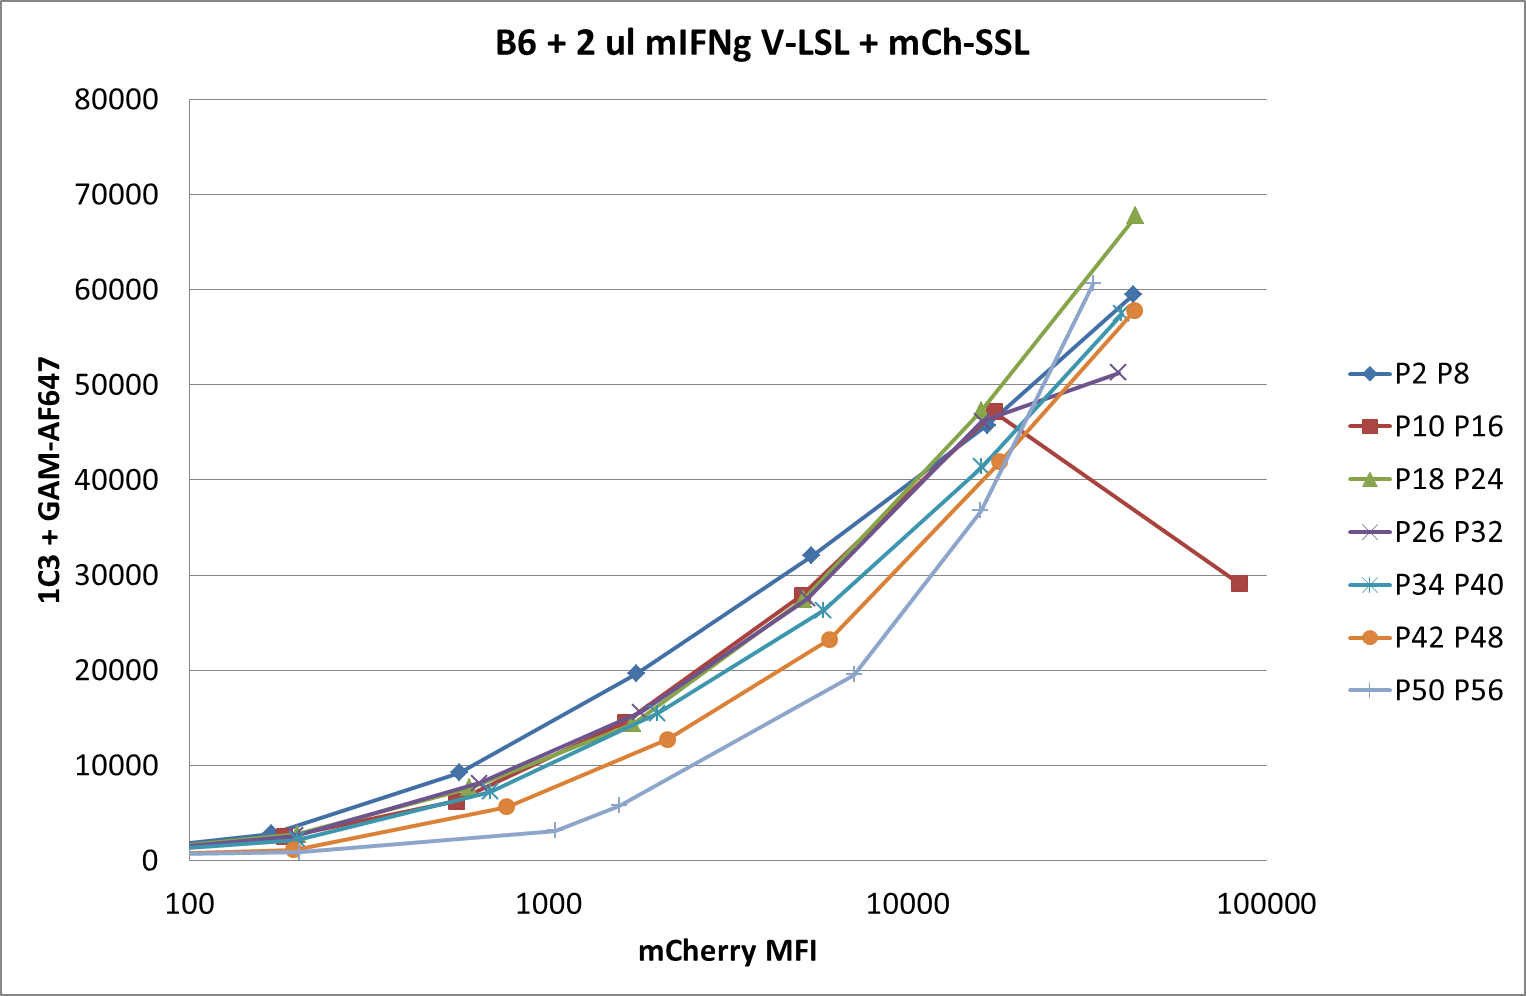 B6 + 2 ul mIFNg V-LSL + mCh-SSL
80000
70000
60000
50000
40000
30000
20000
10000
0
1C3 + GAM-AF647
100 1000 10000 100000
mCherry MFI
P2 P8
P10 P16
P18 P24
P26 P32
P34 P40
P42 P48
P50 P56